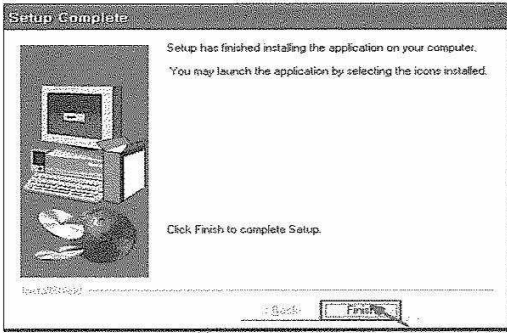 Setup Complete
Setup has finished installing the application on your computer.
You may launch the application by selecting the icons installed.
Click Finish to complete Setup.
InstallShield
< Back
Finish